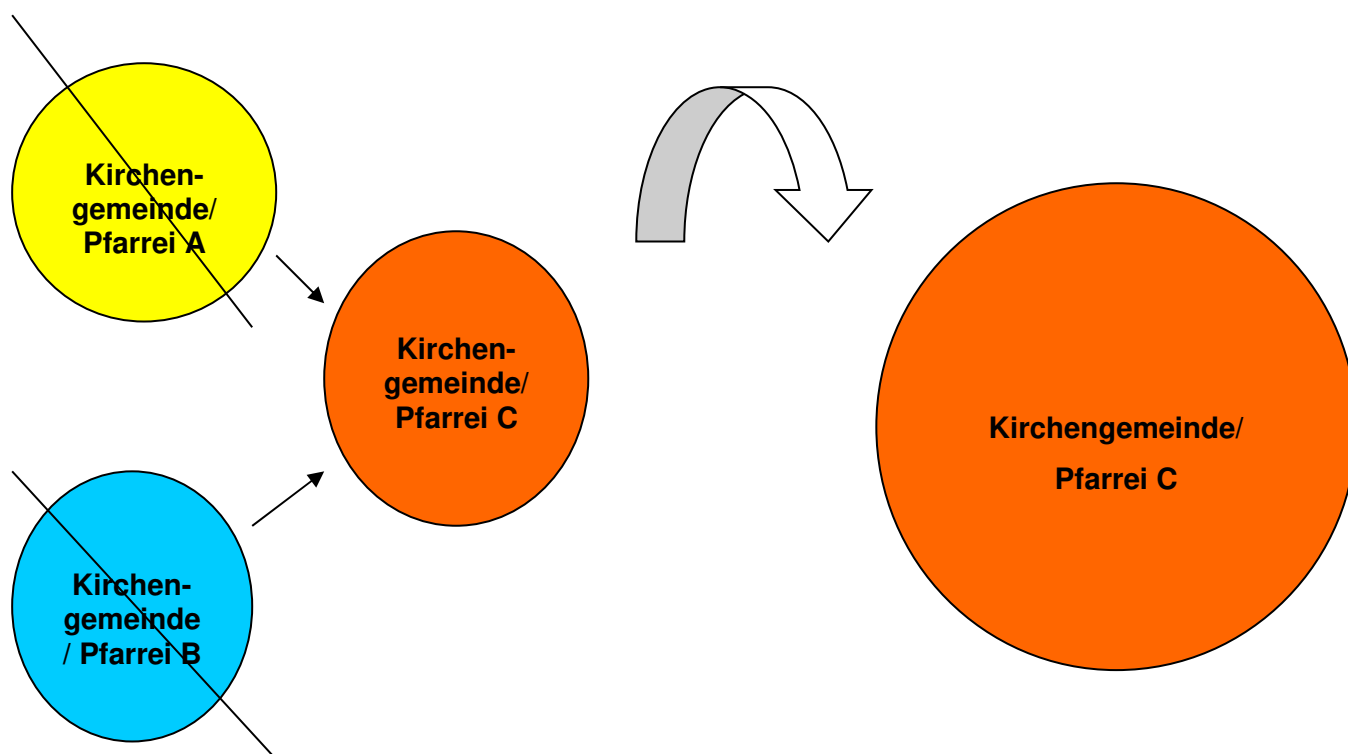 Kirchen-
gemeinde/
Pfarrei A
Kirchen-
gemeinde/
Pfarrei C
Kirchen-
gemeinde
/ Pfarrei B
Kirchengemeinde/
Pfarrei C